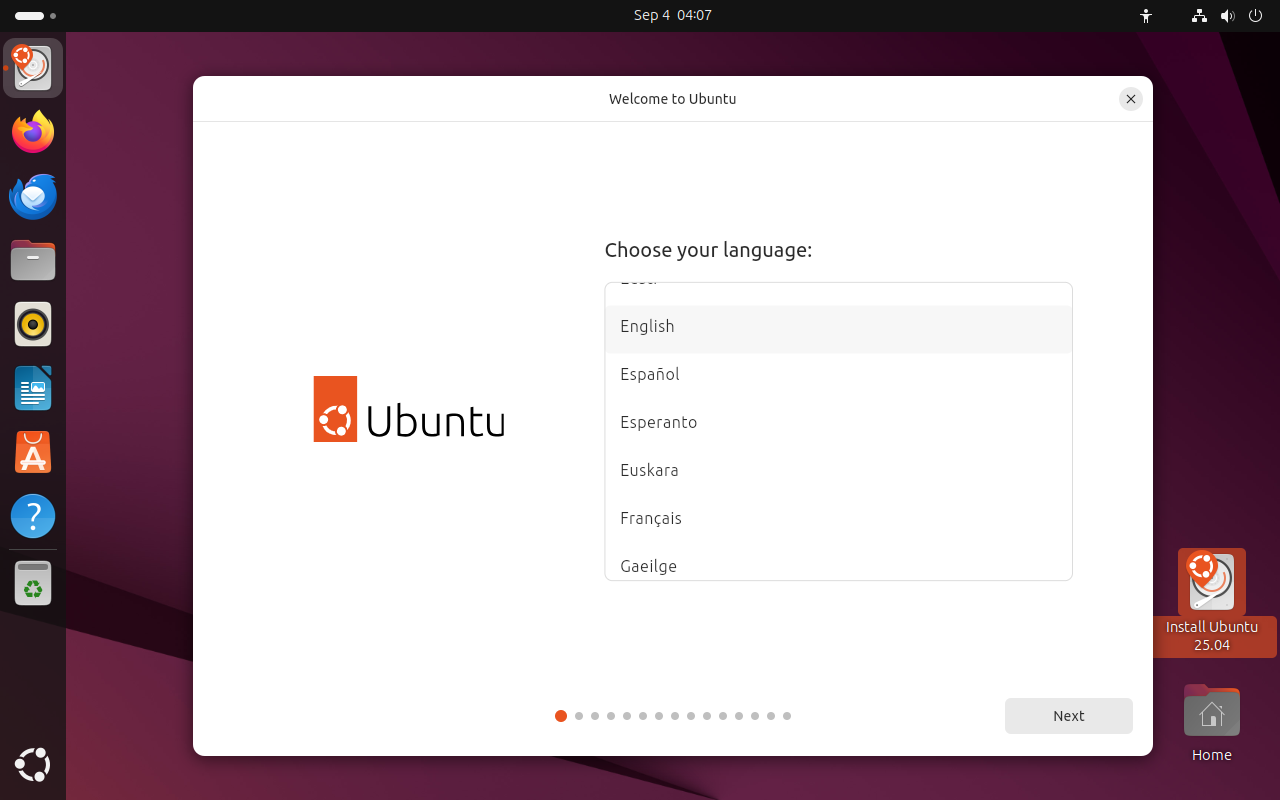 Sep 4 04:07
Welcome to Ubuntu
Choose your language:
English
Español
Esperanto
Euskara
Français
Gaeilge
Ubuntu
?
Install Ubuntu
25.04
Next
Home